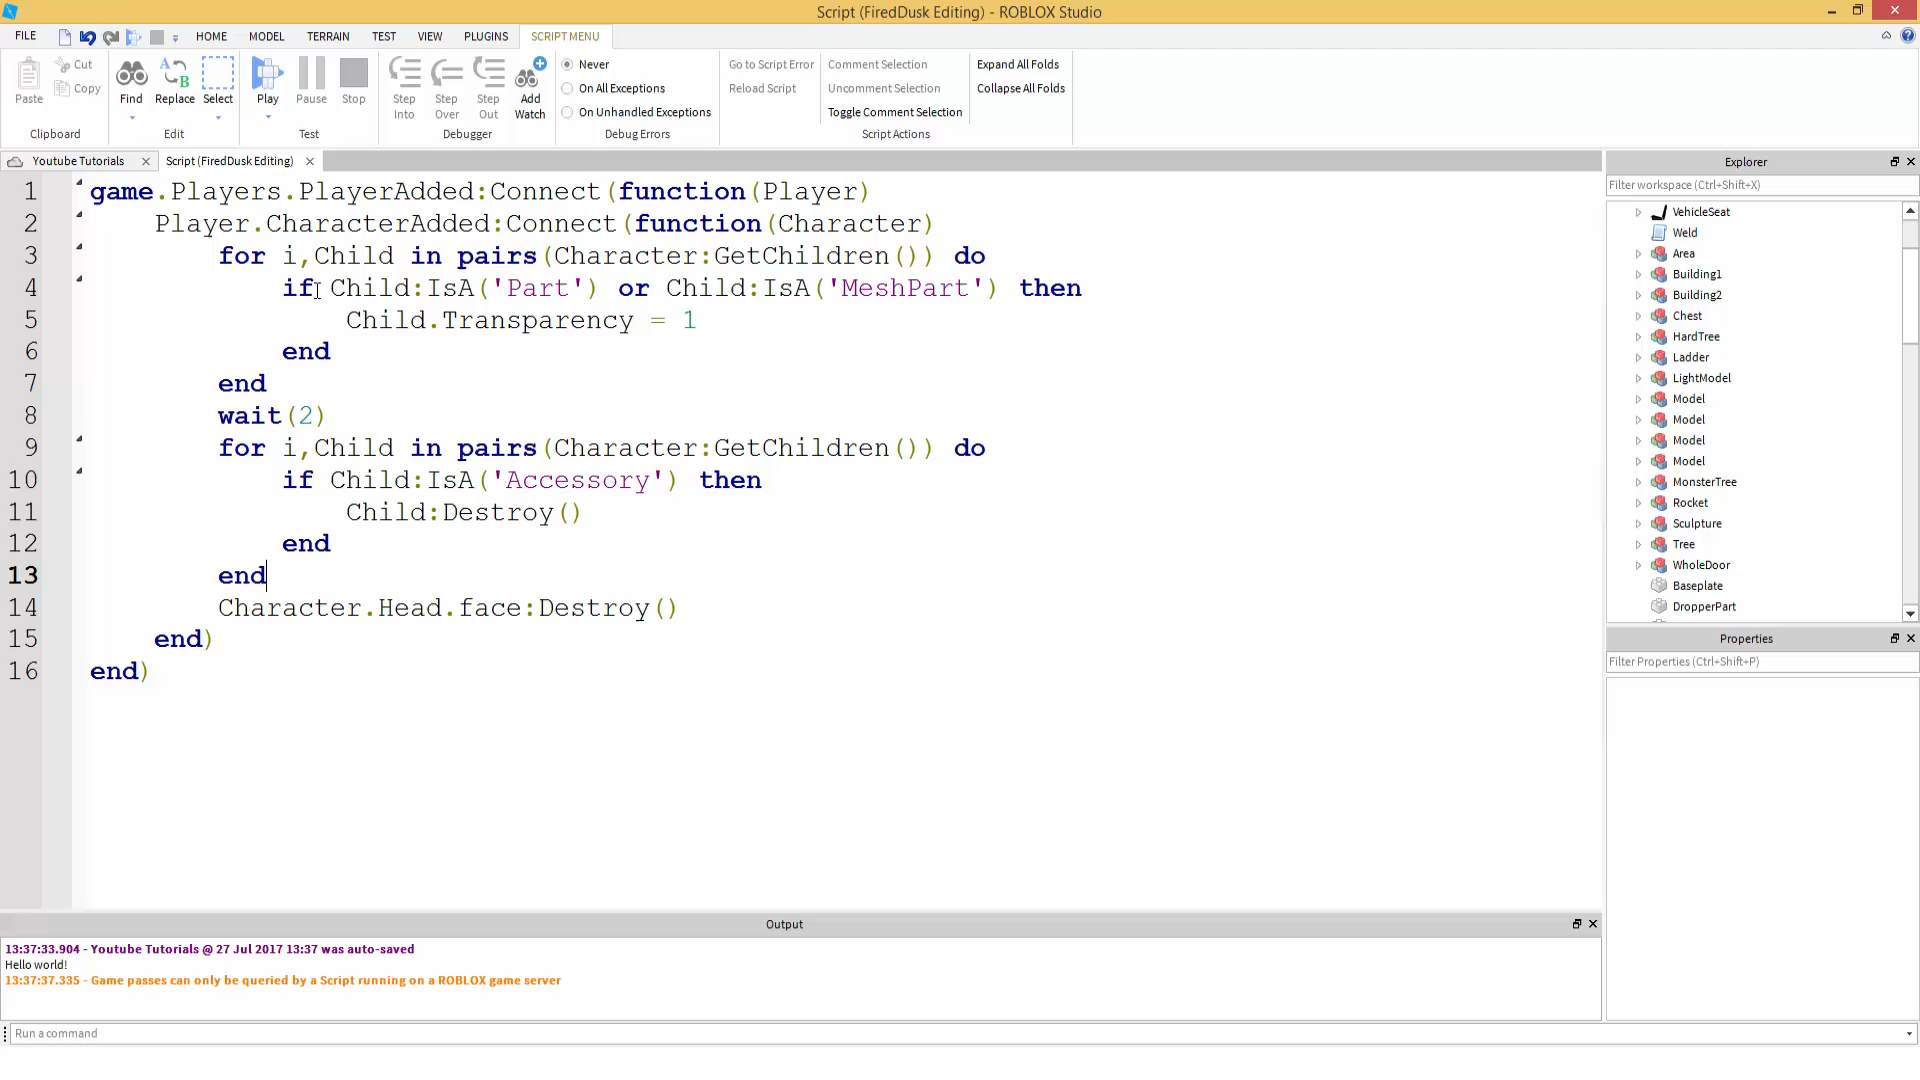 Script (FiredDusk Editing) - ROBLOX Studio
FILE HOME MODEL TERRAIN TEST VIEW PLUGINS SCRIPT MENU
Paste Cut Copy Clipboard
Find Replace Select Edit
Play Pause Stop Test
Step Into Step Over Step Out Add Watch Debugger
Never
On All Exceptions
On Unhandled Exceptions
Debug Errors
Go to Script Error
Reload Script
Comment Selection
Uncomment Selection
Toggle Comment Selection
Expand All Folds
Collapse All Folds
Script Actions
Youtube Tutorials Script (FiredDusk Editing)
1 game.Players.PlayerAdded:Connect(function(Player)
2 Player.CharacterAdded:Connect(function(Character)
3 for i,Child in pairs(Character:GetChildren()) do
4 if Child:IsA('Part') or Child:IsA('MeshPart') then
5 Child.Transparency = 1
6 end
7 end
8 wait(2)
9 for i,Child in pairs(Character:GetChildren()) do
10 if Child:IsA('Accessory') then
11 Child:Destroy()
12 end
13 end
14 Character.Head.face:Destroy()
15 end)
16 end)
Explorer
Filter workspace (Ctrl+Shift+X)
VehicleSeat
Weld
Area
Building1
Building2
Chest
HardTree
Ladder
LightModel
Model
Model
Model
Model
MonsterTree
Rocket
Sculpture
Tree
WholeDoor
Baseplate
DropperPart
Properties
Filter Properties (Ctrl+Shift+P)
Output
13:37:33.904 - Youtube Tutorials @ 27 Jul 2017 13:37 was auto-saved
Hello world!
13:37:37.335 - Game passes can only be queried by a Script running on a ROBLOX game server
Run a command